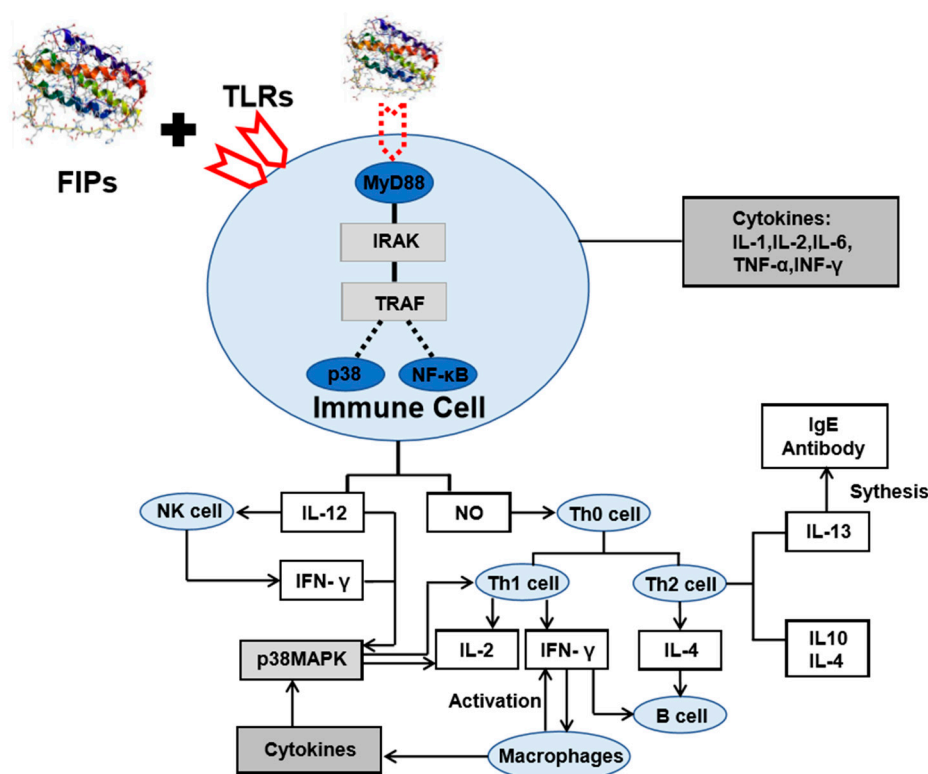 TLRs
FIPs
MyD88
IRAK
TRAF
p38
NF-κB
Immune Cell
Cytokines:
IL-1,IL-2,IL-6,
TNF-α,INF-γ
IgE
Antibody
Sythesis
NK cell
IL-12
NO
Th0 cell
IL-13
IFN- γ
Th1 cell
Th2 cell
p38MAPK
IL-2
IFN- γ
IL-4
IL10
IL-4
Activation
B cell
Cytokines
Macrophages